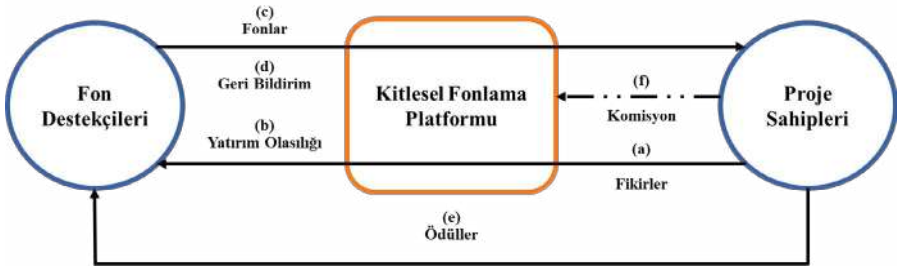 (c)
Fonlar
(d)
Geri Bildirim
Fon
Destekçileri
(b)
Yatırım Olasılığı
Kitlesel Fonlama
Platformu
(f)
Komisyon
Proje
Sahipleri
(a)
Fikirler
(e)
Ödüller